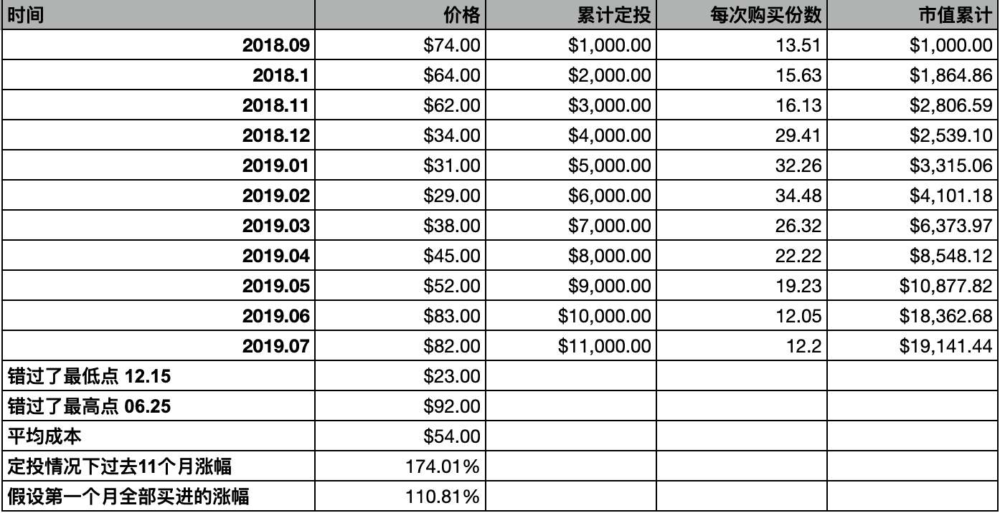 时间 价格 累计定投 每次购买份数 市值累计
2018.09 $74.00 $1,000.00 13.51 $1,000.00
2018.1 $64.00 $2,000.00 15.63 $1,864.86
2018.11 $62.00 $3,000.00 16.13 $2,806.59
2018.12 $34.00 $4,000.00 29.41 $2,539.10
2019.01 $31.00 $5,000.00 32.26 $3,315.06
2019.02 $29.00 $6,000.00 34.48 $4,101.18
2019.03 $38.00 $7,000.00 26.32 $6,373.97
2019.04 $45.00 $8,000.00 22.22 $8,548.12
2019.05 $52.00 $9,000.00 19.23 $10,877.82
2019.06 $83.00 $10,000.00 12.05 $18,362.68
2019.07 $82.00 $11,000.00 12.2 $19,141.44
错过了最低点 12.15 $23.00
错过了最高点 06.25 $92.00
平均成本 $54.00
定投情况下过去11个月涨幅 174.01%
假设第一个月全部买进的涨幅 110.81%